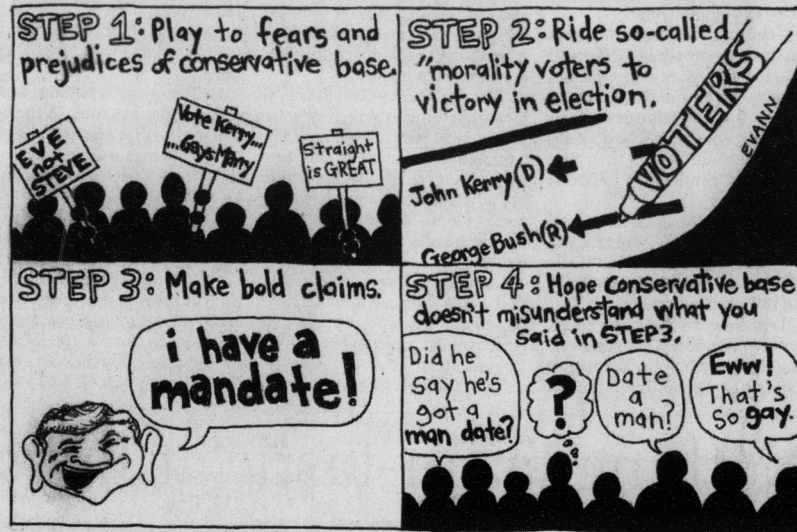 STEP 1: Play to fears and
prejudices of conservative base.
EVE
not
STEVE
Vote Kerry...
...Gays Marry
Straight
is GREAT
STEP 2: Ride so-called
"morality voters to
victory in election.
VOTERS
EVANN
John Kerry (D)
George Bush (R)
STEP 3: Make bold claims.
i have a
mandate!
STEP 4: Hope Conservative base
doesn't misunderstand what you
said in STEP 3.
Did he
say he's
got a
man date?
?
Date
a
man?
Eww!
That's
so gay.